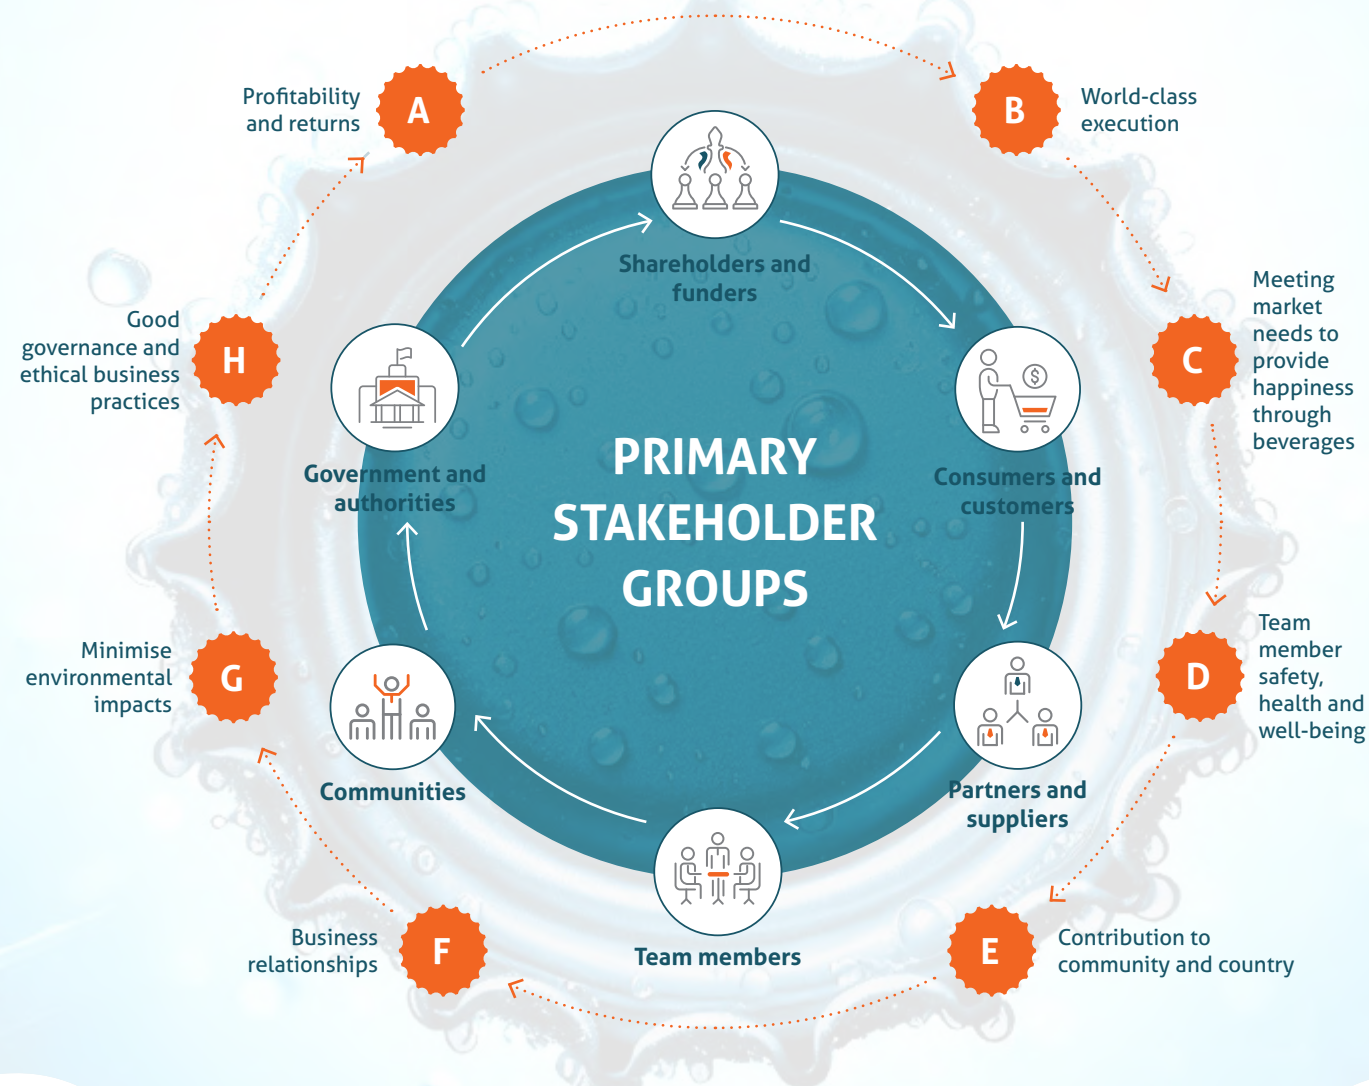 Profitability
and returns
A
B
World-class
execution
Shareholders and
funders
Meeting
market
needs to
provide
happiness
through
beverages
C
Good
governance and
ethical business
practices
H
$
Government and
authorities
Consumers and
customers
PRIMARY
STAKEHOLDER
GROUPS
Minimise
environmental
impacts
G
D
Team
member
safety,
health and
well-being
Communities
Partners and
suppliers
Team members
Business
relationships
F
E
Contribution to
community and country